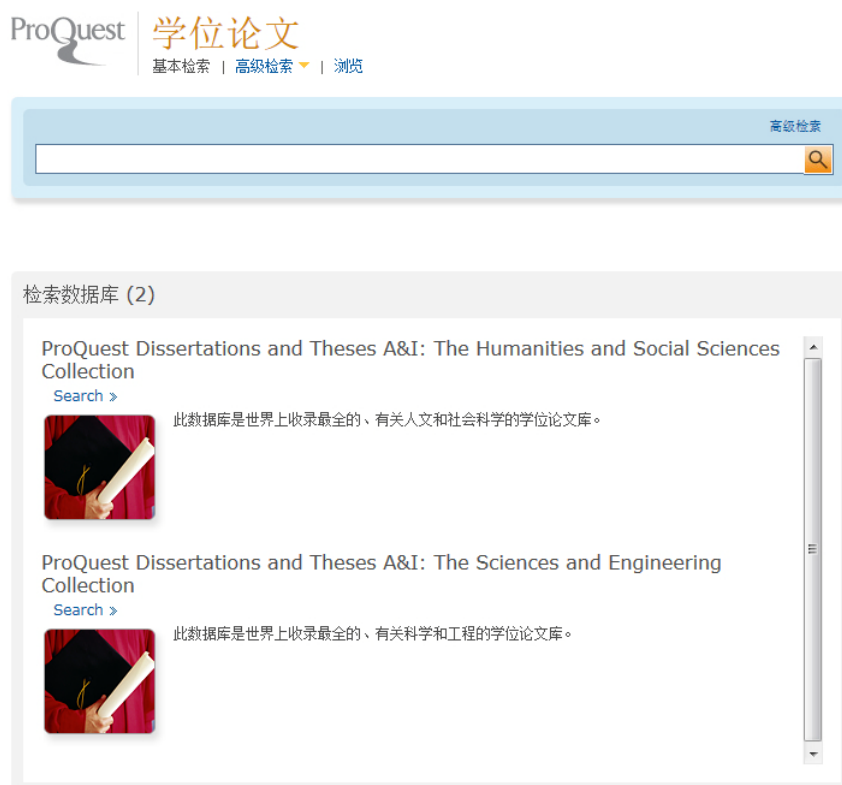 ProQuest 学位论文
基本检索 | 高级检索 | 浏览
高级检索
检索数据库 (2)
ProQuest Dissertations and Theses A&I: The Humanities and Social Sciences
Collection
Search »
此数据库是世界上收录最全的、有关人文和社会科学的学位论文库。
ProQuest Dissertations and Theses A&I: The Sciences and Engineering
Collection
Search »
此数据库是世界上收录最全的、有关科学和工程的学位论文库。